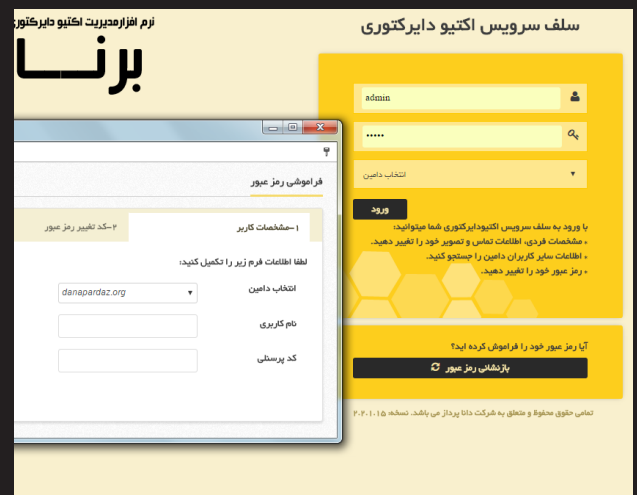 سلف سرویس اکتیو دایرکتوری
admin
•••••
انتخاب دامین
ورود
با ورود به سلف سرویس اکتیودایرکتوری شما میتوانید:
• مشخصات فردی، اطلاعات تماس و تصویر خود را تغییر دهید.
• اطلاعات سایر کاربران دامین را جستجو کنید.
• رمز عبور خود را تغییر دهید.
آیا رمز عبور خود را فراموش کرده اید؟
بازنشانی رمز عبور
تمامی حقوق محفوظ و متعلق به شرکت دانا پرداز می باشد. نسخه: ۲.۲.۱.۱۵
نرم افزارمدیریت اکتیو دایرکتوری
برنا
فراموشی رمز عبور
۱-مشخصات کاربر
۲-کد تغییر رمز عبور
لطفا اطلاعات فرم زیر را تکمیل کنید:
انتخاب دامین
danapardaz.org
نام کاربری
کد پرسنلی